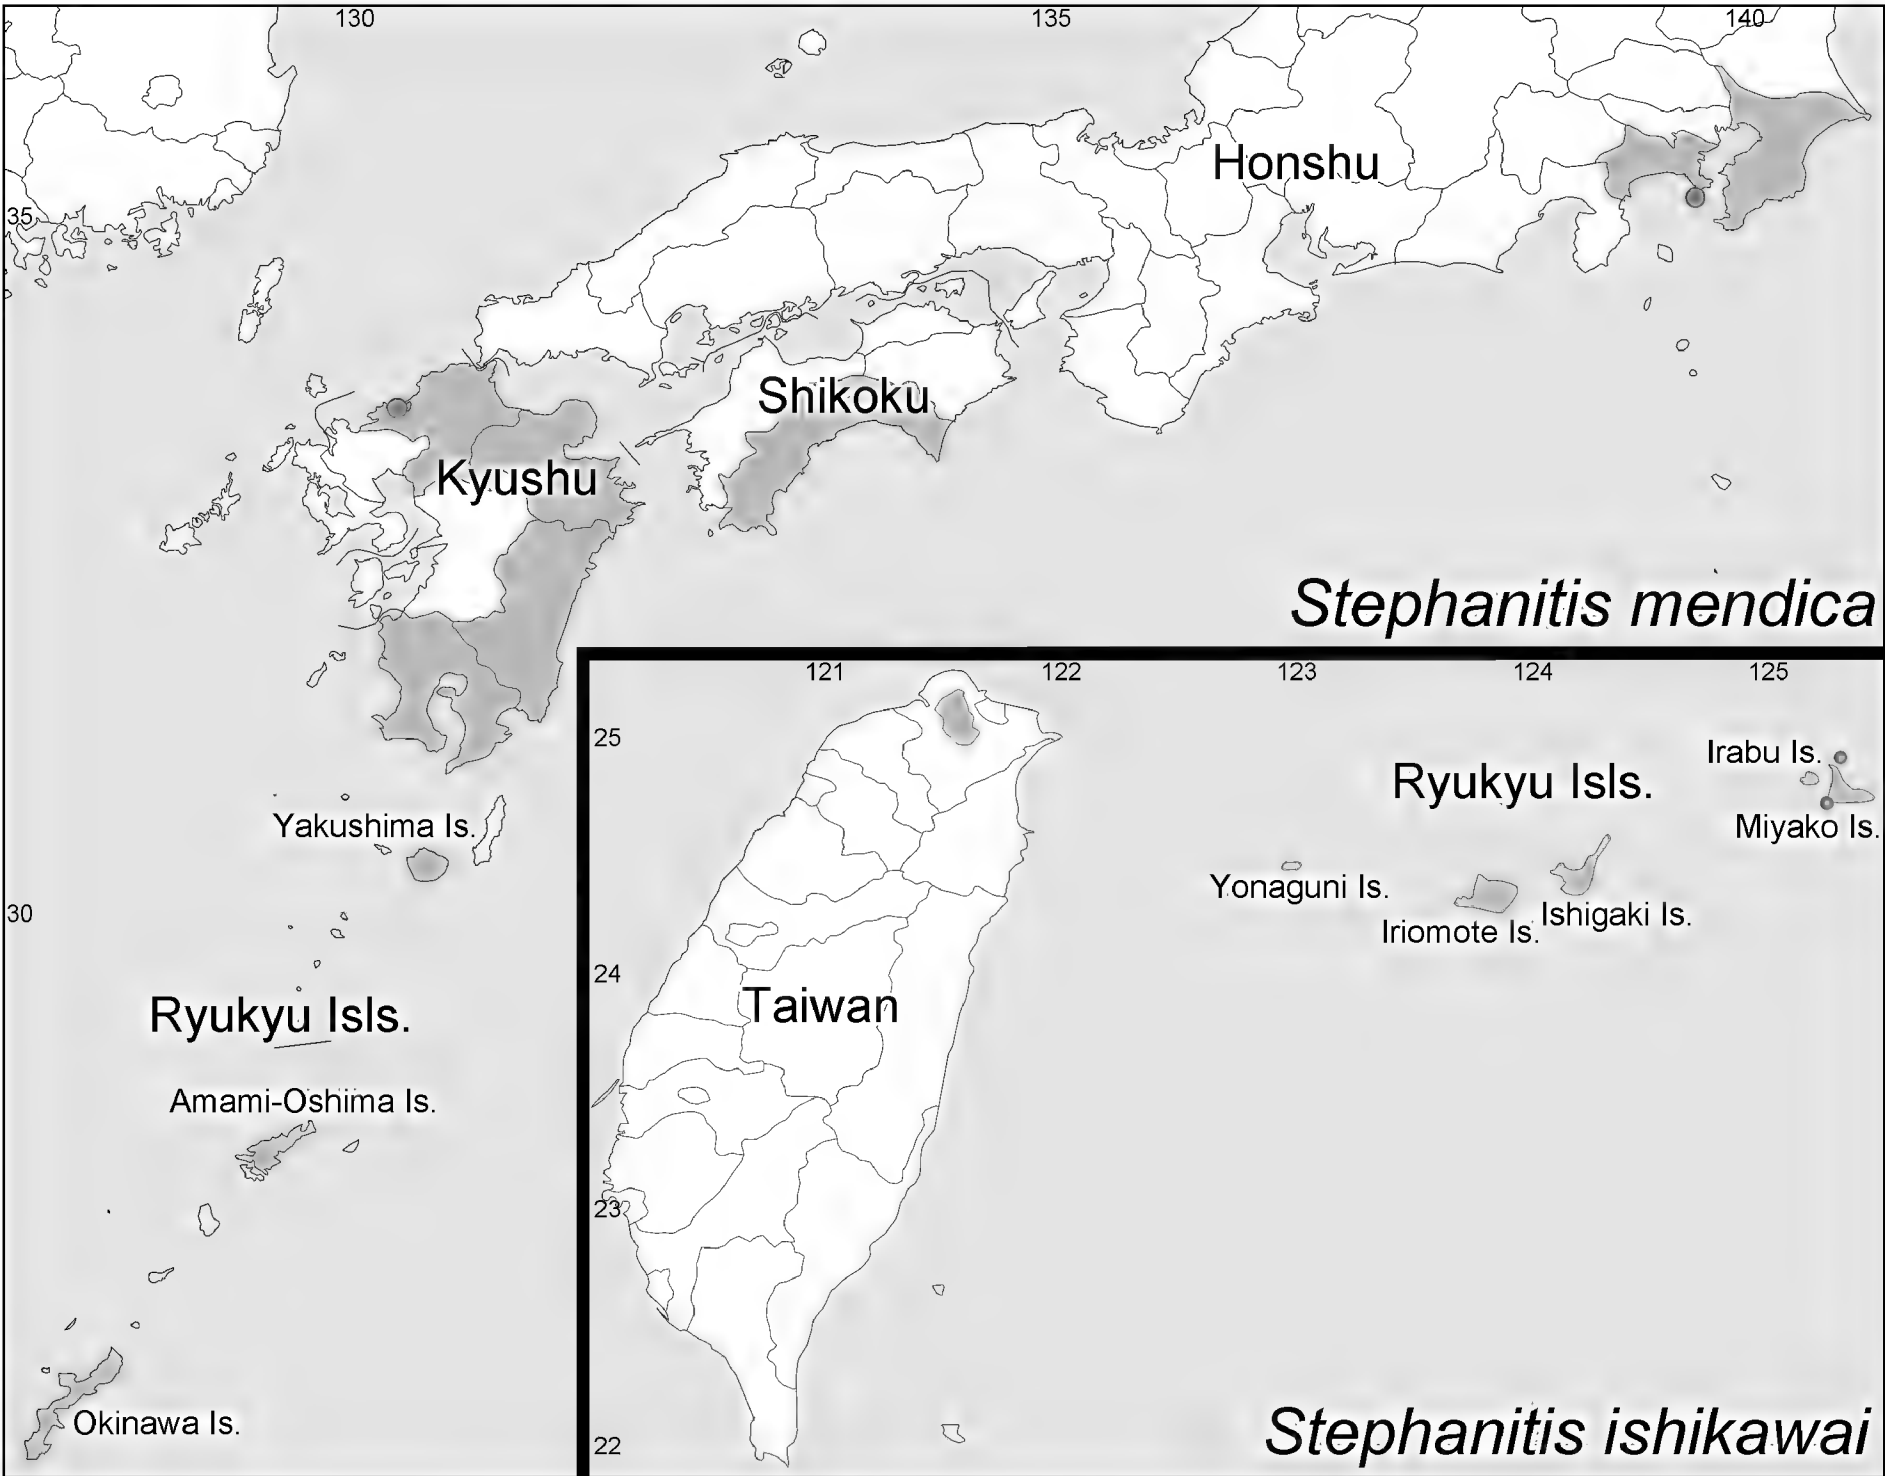 130
135
140
Honshu
35
Shikoku
Kyushu
Stephanitis mendica
121
122
123
124
125
25
Irabu Is.
Ryukyu Isls.
Yakushima Is.
Miyako Is.
Yonaguni Is.
30
Ishigaki Is.
Iriomote Is.
24
Ryukyu Isls.
Taiwan
Amami-Oshima Is.
23
Okinawa Is.
Stephanitis ishikawai
22